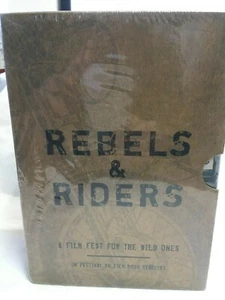 REBELS
&
RIDERS
A FILM FEST FOR THE WILD ONES
UN FESTIVAL DU FILM POUR REBELLES